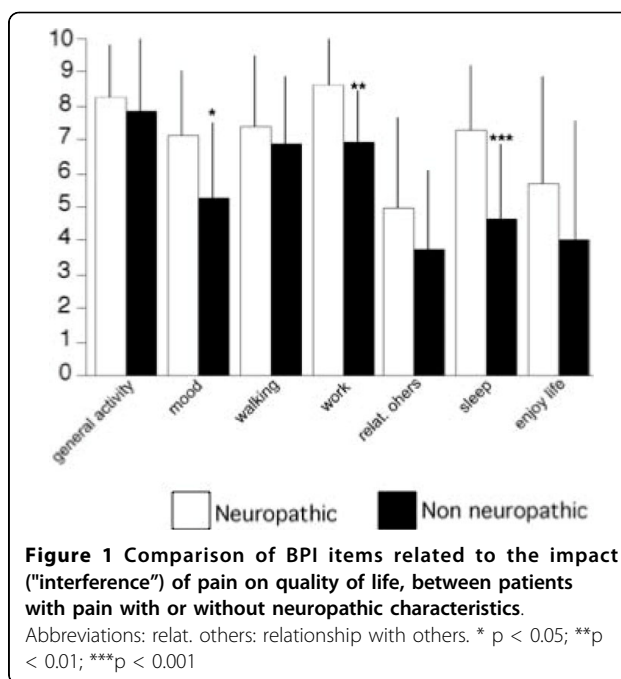 10
9
8
7
6
5
4
3
2
1
0
*
**
***
general activity
mood
walking
work
relat. ohers
sleep
enjoy life
Neuropathic
Non neuropathic
Figure 1 Comparison of BPI items related to the impact
("interference") of pain on quality of life, between patients
with pain with or without neuropathic characteristics.
Abbreviations: relat. others: relationship with others. * p < 0.05; **p
< 0.01; ***p < 0.001